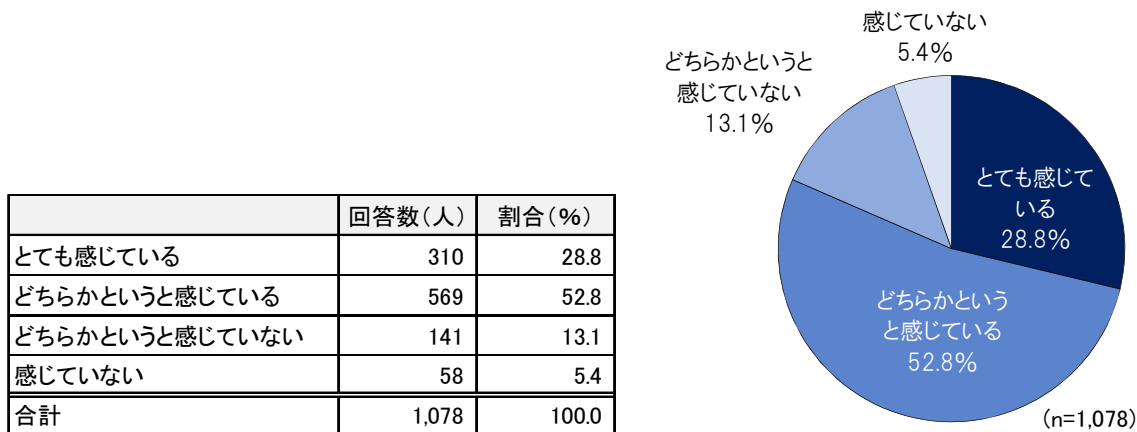 回答数(人) 割合(%)
とても感じている 310 28.8
どちらかというと感じている 569 52.8
どちらかというと感じていない 141 13.1
感じていない 58 5.4
合計 1,078 100.0
感じていない
5.4%
どちらかというと
感じていない
13.1%
とても感じて
いる
28.8%
どちらかという
と感じている
52.8%
(n=1,078)